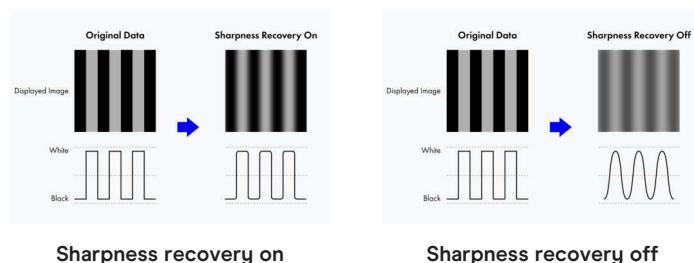 Original Data Sharpness Recovery On
Displayed Image
White
Black
Sharpness recovery on
Original Data Sharpness Recovery Off
Displayed Image
White
Black
Sharpness recovery off